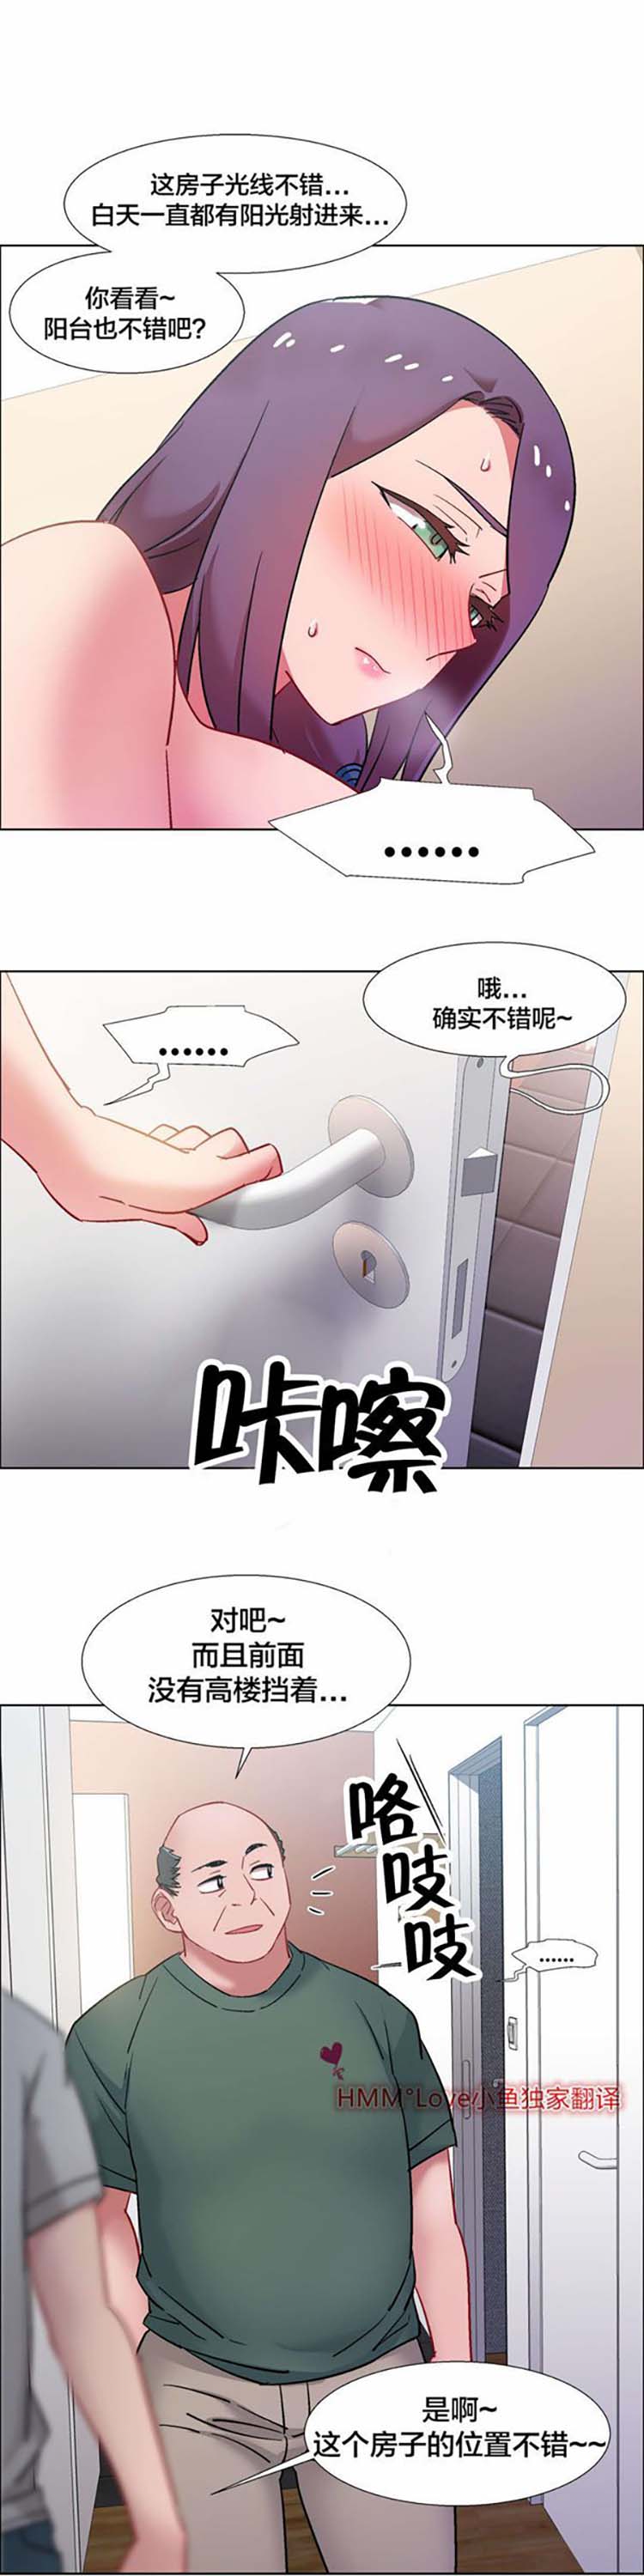 这房子光线不错...
白天一直都有阳光射进来...
你看看~
阳台也不错吧?
••••••
哦...
确实不错呢~
••••••
咔嚓
对吧~
而且前面
没有高楼挡着...
咯吱吱
......
HMM°Love小鱼独家翻译
是啊~
这个房子的位置不错~~